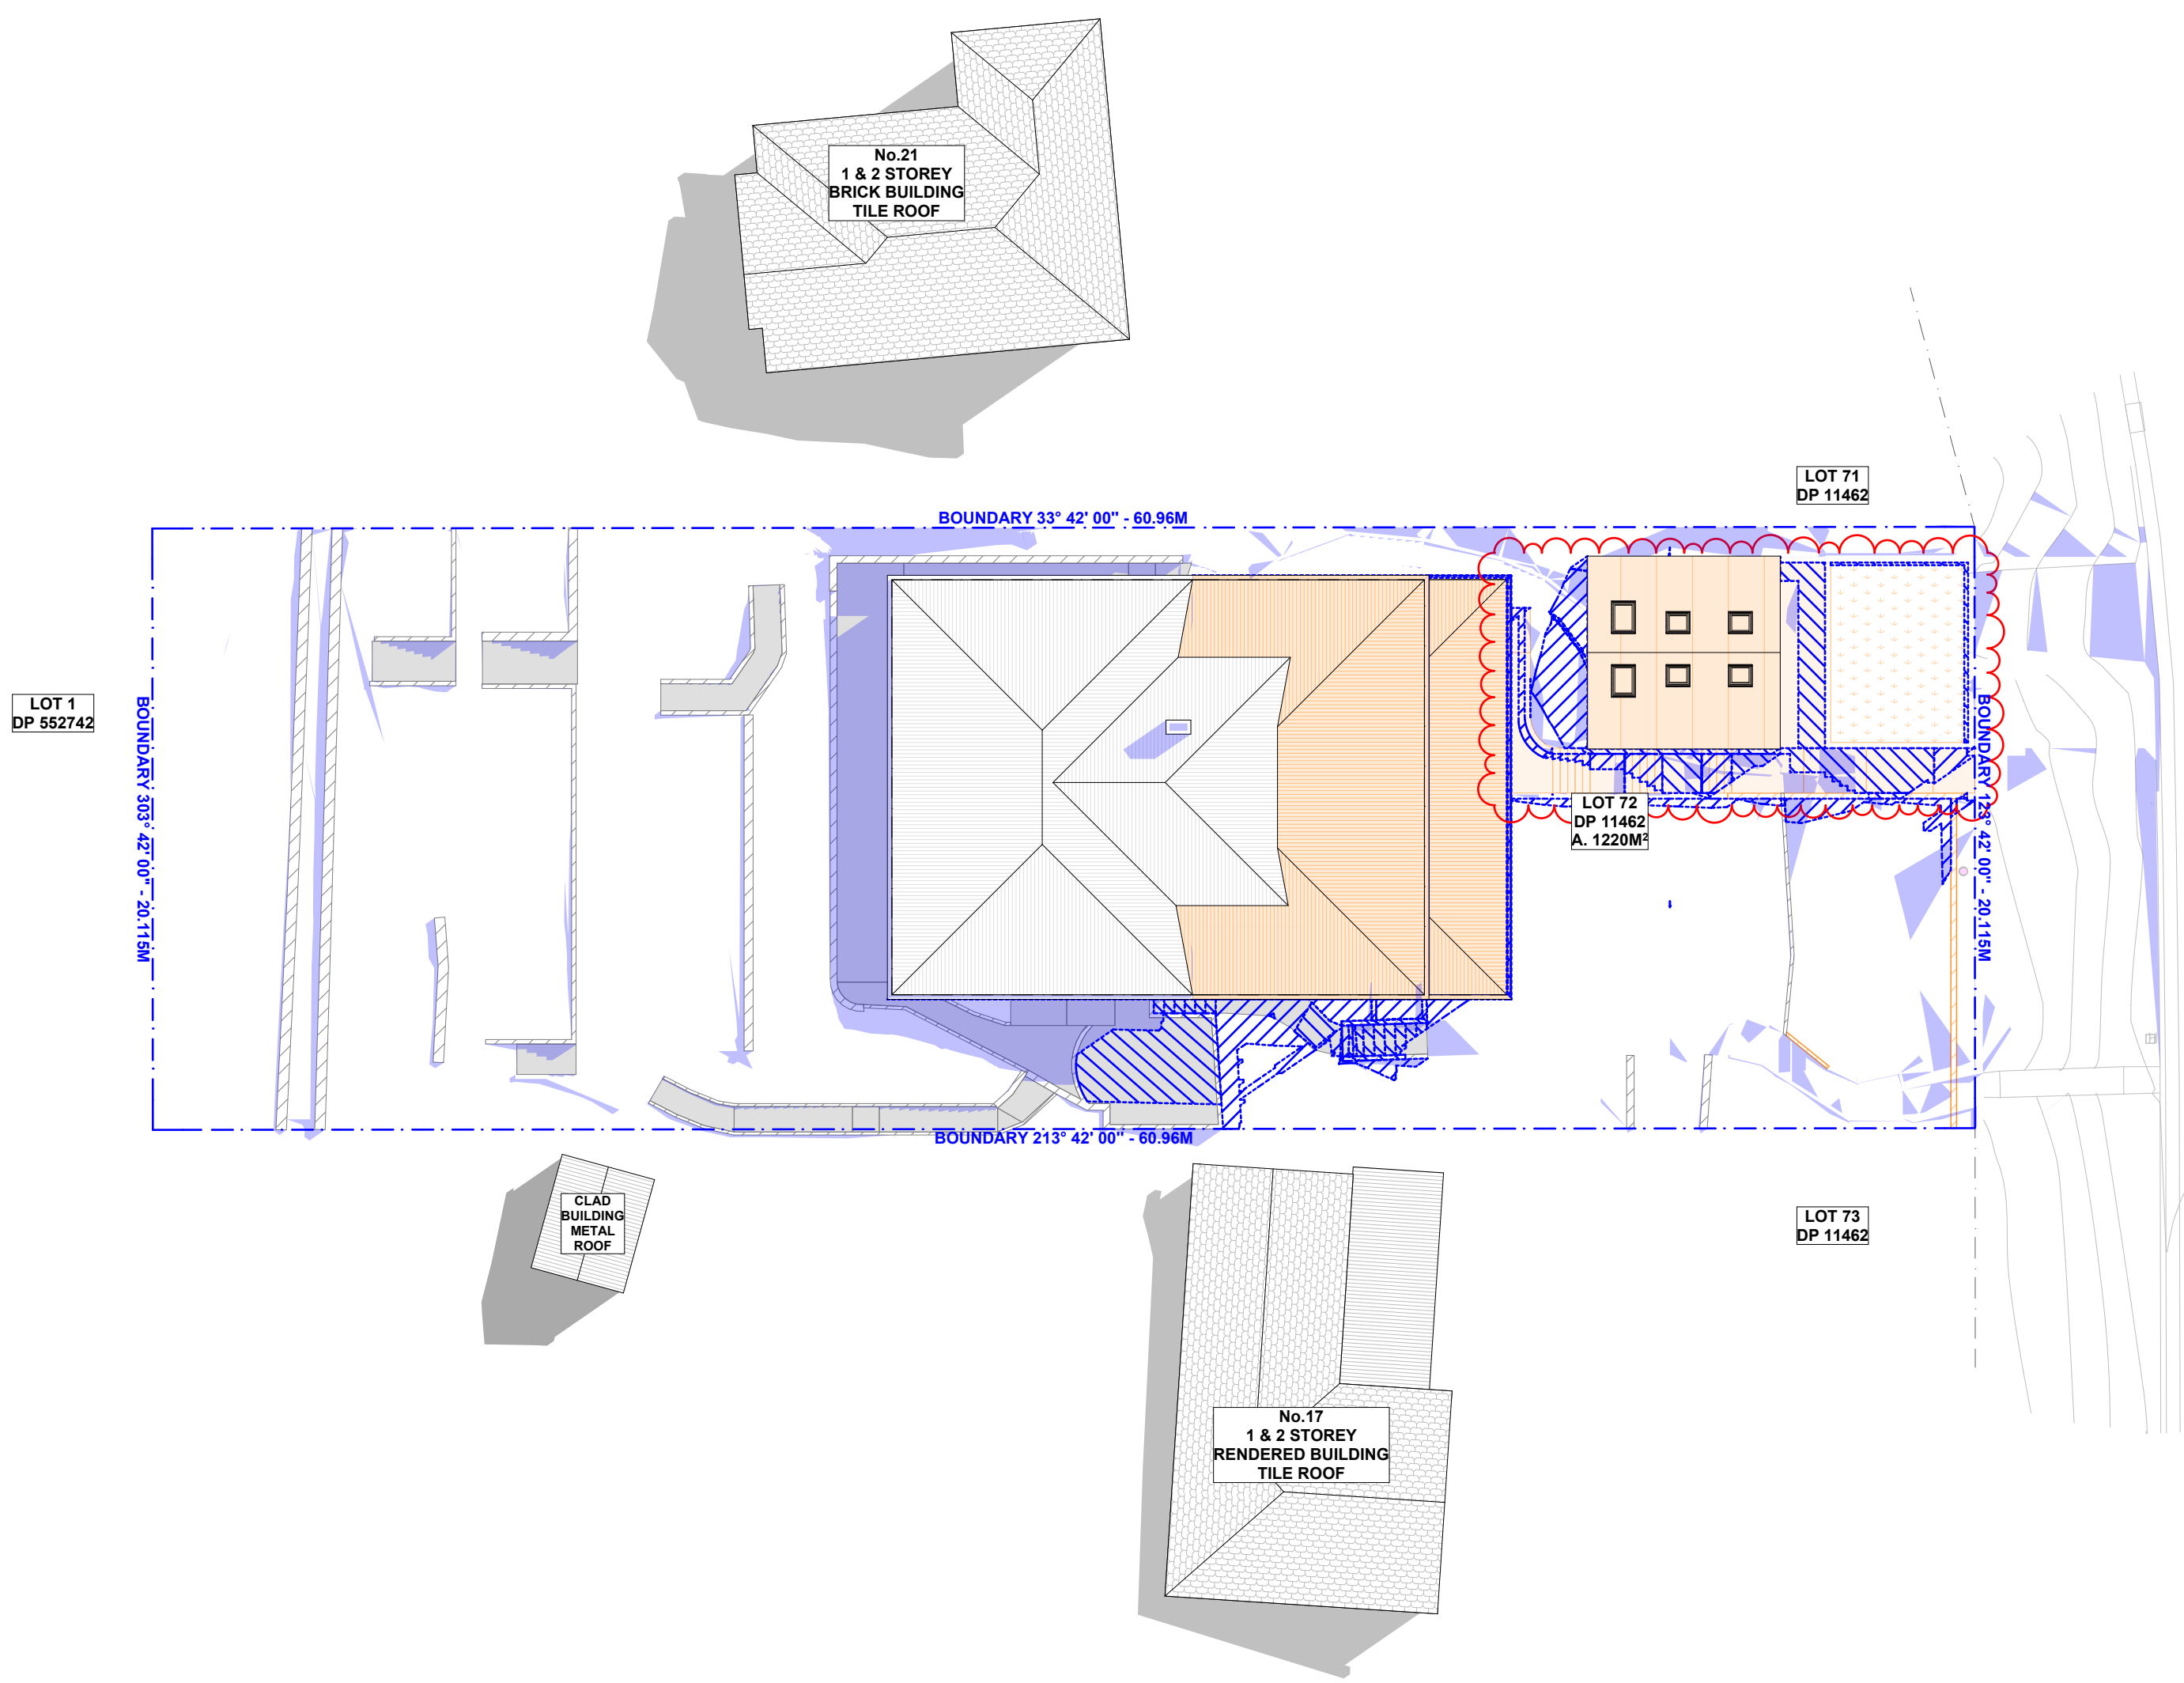 No.21
1 & 2 STOREY
BRICK BUILDING
TILE ROOF
LOT 71
DP 11462
BOUNDARY 33° 42' 00" - 60.96M
LOT 1
DP 552742
BOUNDARY 303° 42' 00" - 20.115M
BOUNDARY 123° 42' 00" - 20.115M
LOT 72
DP 11462
A. 1220M²
BOUNDARY 213° 42' 00" - 60.96M
CLAD
BUILDING
METAL
ROOF
LOT 73
DP 11462
No.17
1 & 2 STOREY
RENDERED BUILDING
TILE ROOF